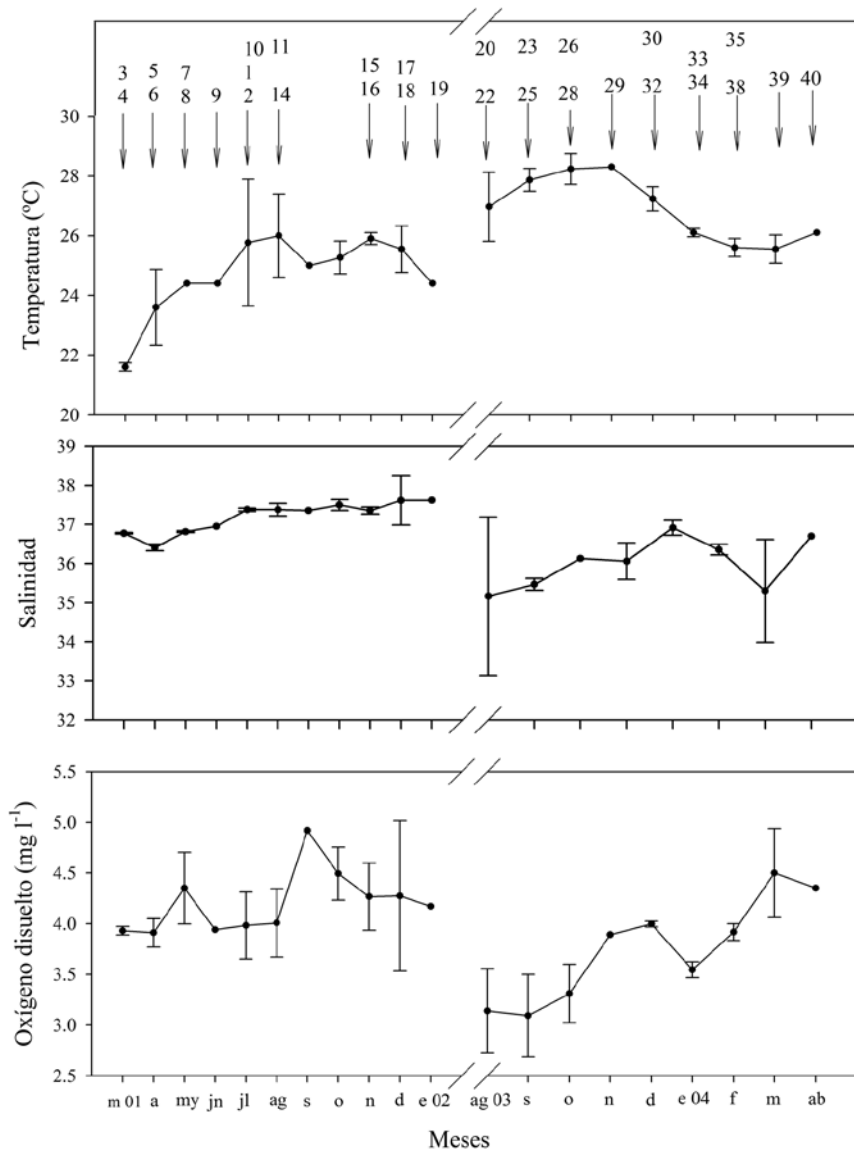 10 11 20 23 26 30 35
3 5 7 1 15 17 33
4 6 8 9 2 14 16 18 19 22 25 28 29 32 34 38 39 40
30
28
26
24
22
20
Temperatura (ºC)
39
38
37
36
35
34
33
32
Salinidad
5.5
5.0
4.5
4.0
3.5
3.0
2.5
Oxígeno disuelto (mg l⁻¹)
m 01 a my jn jl ag s o n d e 02 ag 03 s o n d e 04 f m ab
Meses